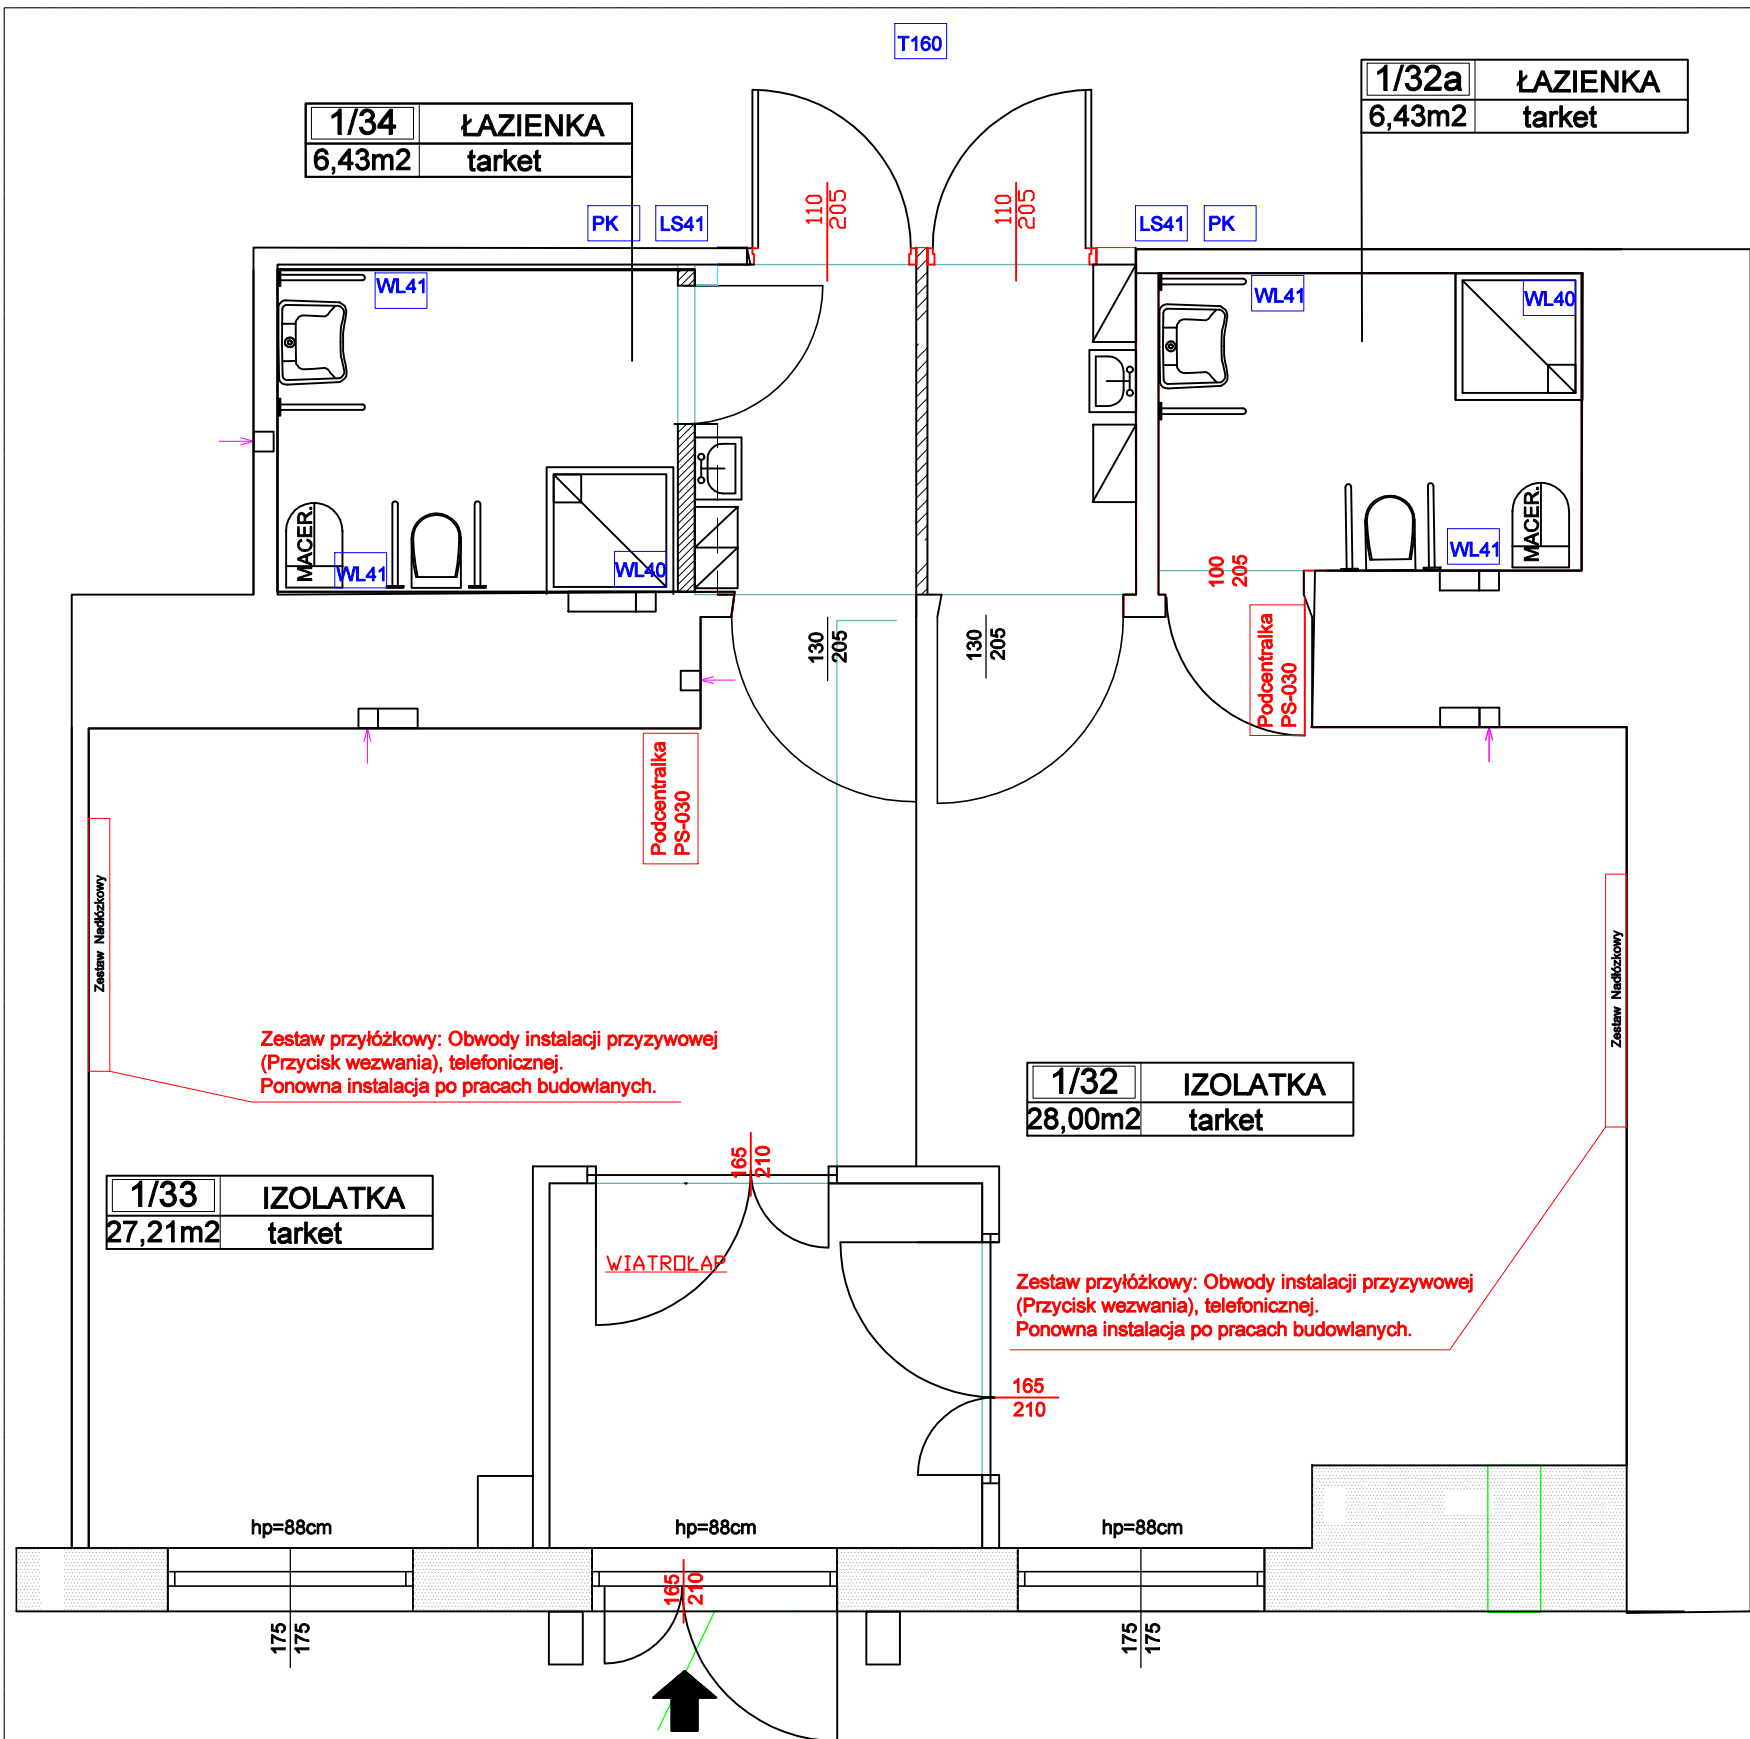 T160
1/32a ŁAZIENKA
6,43m2 tarket
1/34 ŁAZIENKA
6,43m2 tarket
PK
LS41
110
205
110
205
LS41
PK
WL41
WL41
WL40
MACER.
WL41
WL40
WL41
MACER.
100
205
130
205
130
205
Podcentralka
PS-030
Podcentralka
PS-030
Zestaw Nadłózkowy
Zestaw Nadłózkowy
Zestaw przyłóżkowy: Obwody instalacji przyzywowej
(Przycisk wezwania), telefonicznej.
Ponowna instalacja po pracach budowlanych.
1/32 IZOLATKA
28,00m2 tarket
165
210
1/33 IZOLATKA
27,21m2 tarket
WIATROŁAP
Zestaw przyłóżkowy: Obwody instalacji przyzywowej
(Przycisk wezwania), telefonicznej.
Ponowna instalacja po pracach budowlanych.
165
210
hp=88cm
hp=88cm
hp=88cm
165
210
175
175
175
175